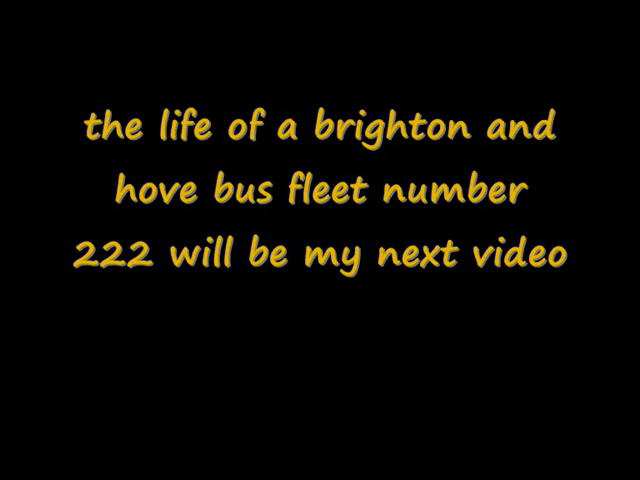 the life of a brighton and
hove bus fleet number
222 will be my next video